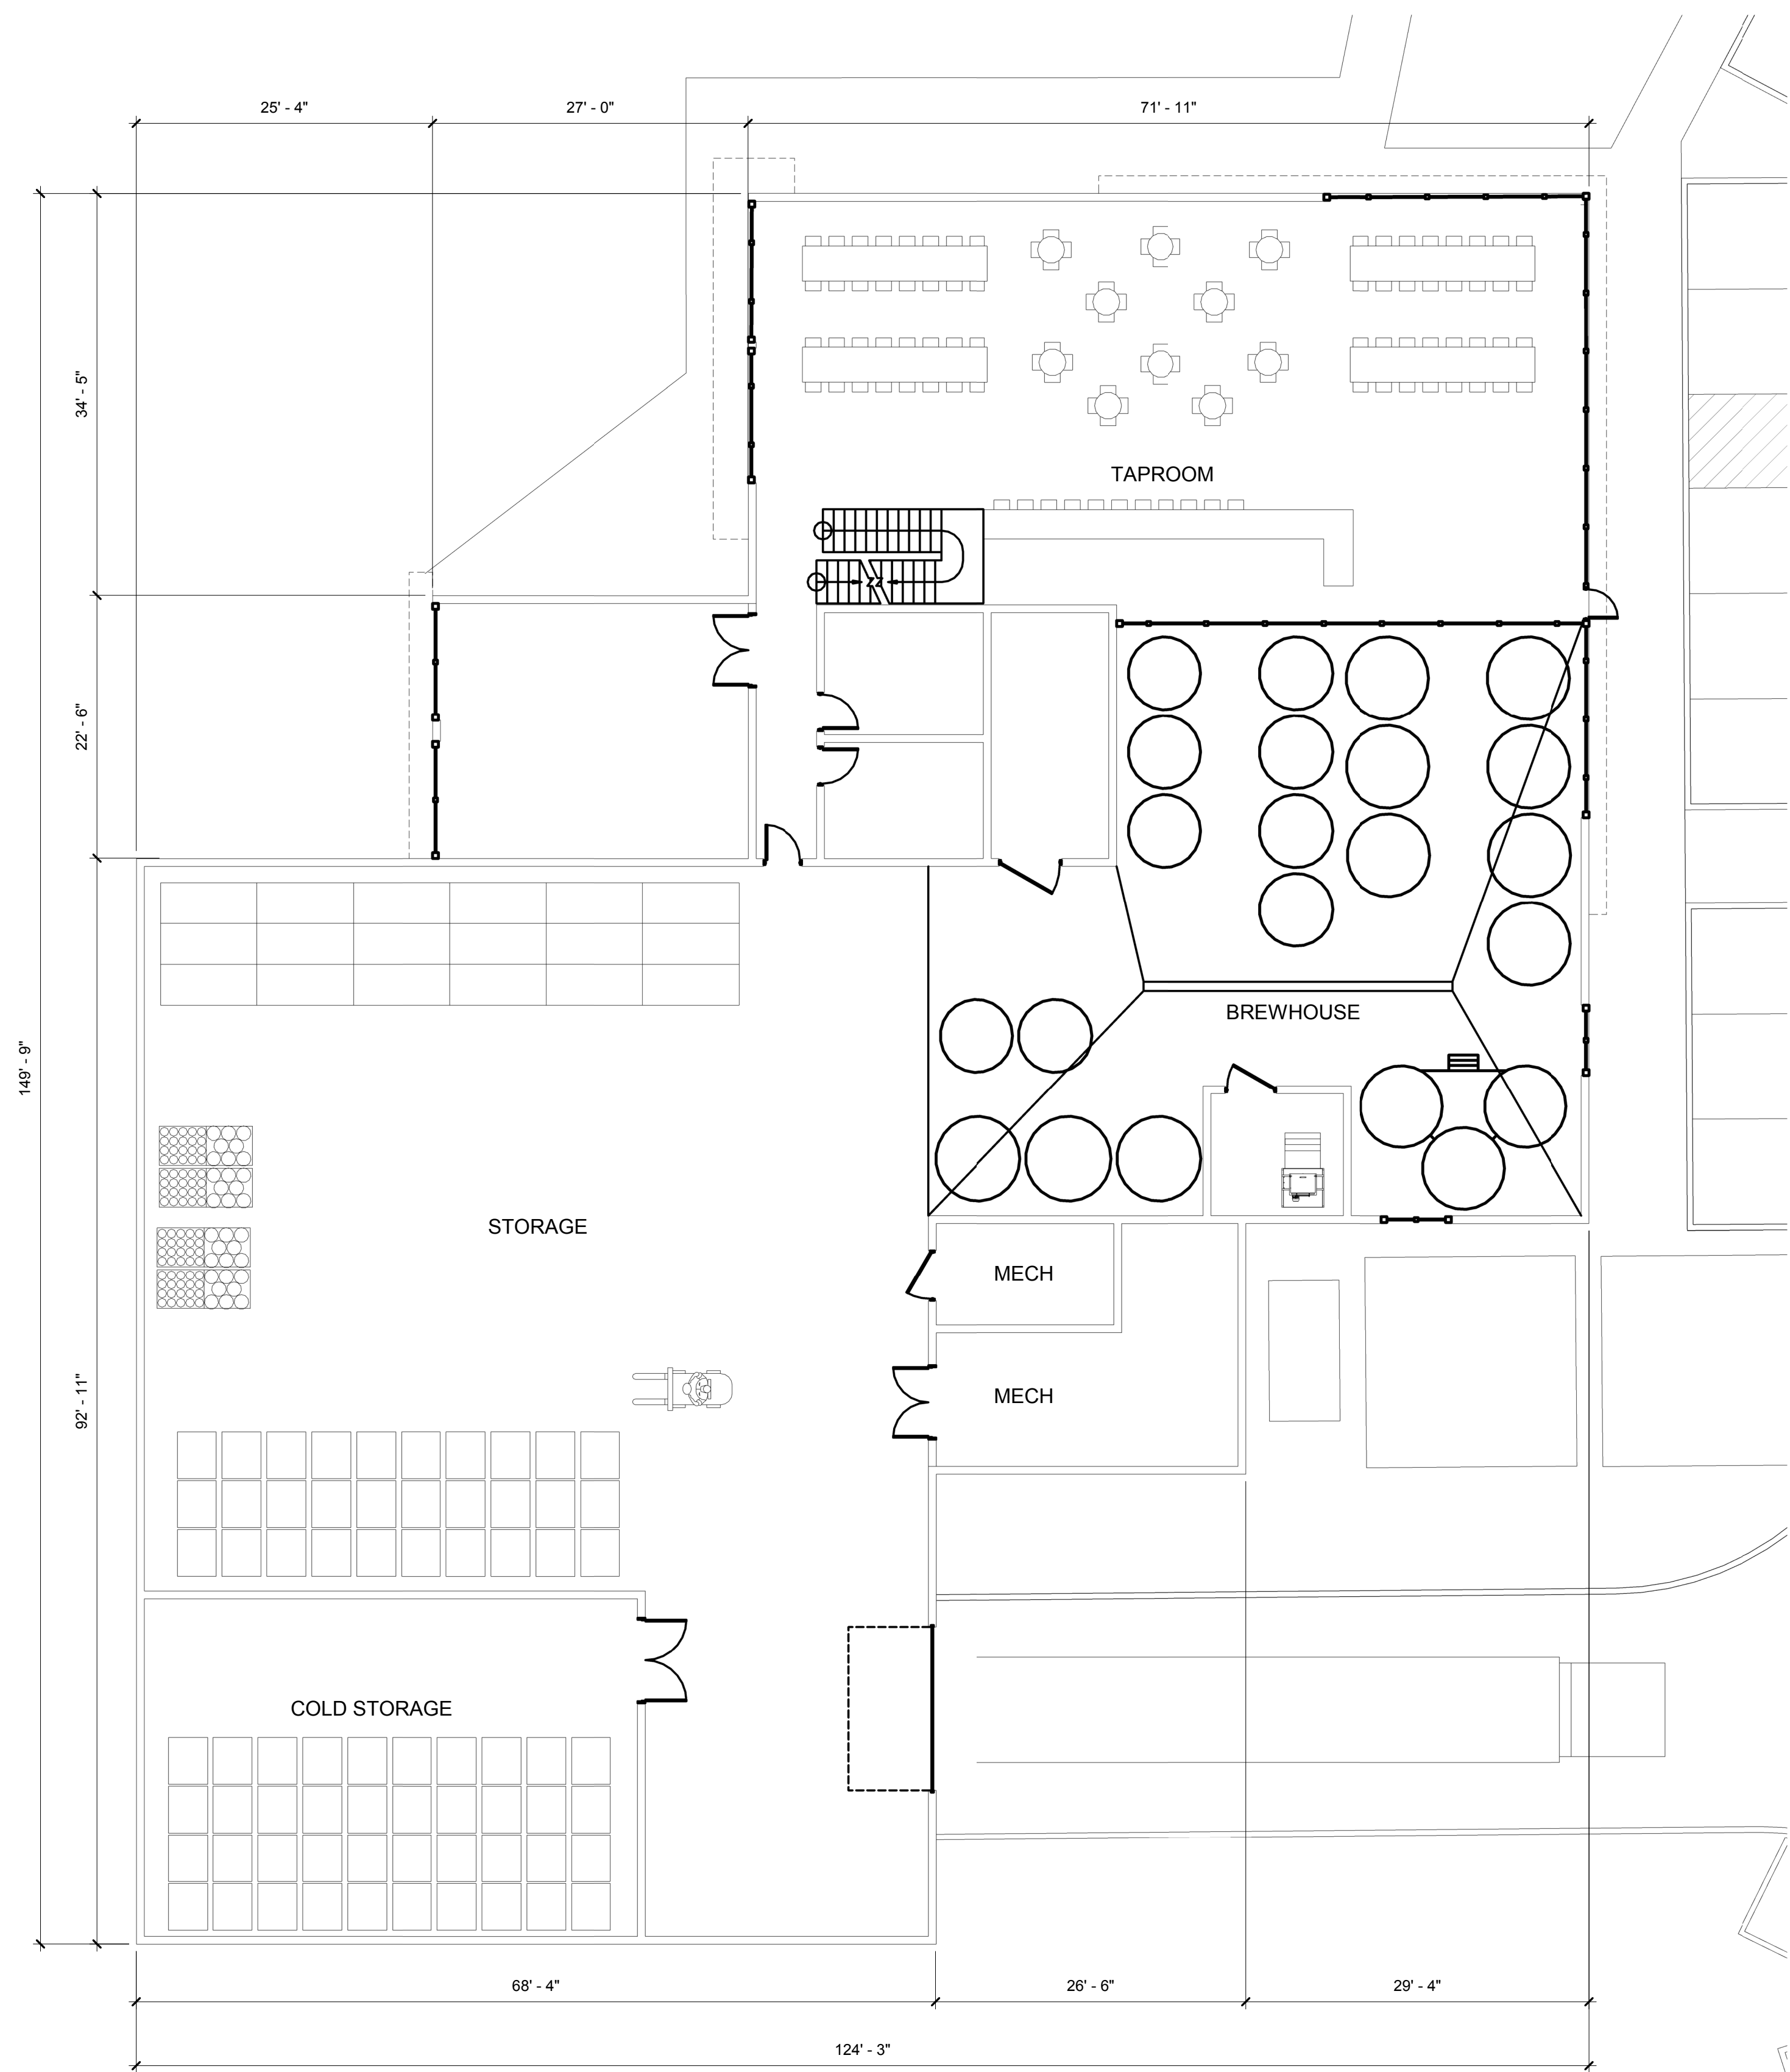 25' - 4"
27' - 0"
71' - 11"
34' - 5"
TAPROOM
22' - 6"
BREWHOUSE
149' - 9"
STORAGE
MECH
MECH
92' - 11"
COLD STORAGE
68' - 4"
26' - 6"
29' - 4"
124' - 3"